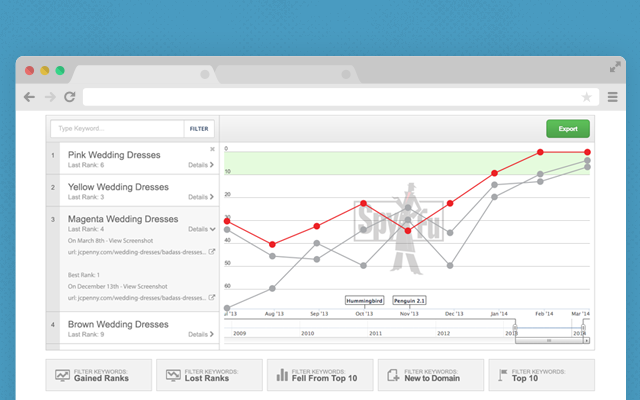 Type Keyword...
FILTER
Export
1
Pink Wedding Dresses
Last Rank: 6
Details
2
Yellow Wedding Dresses
Last Rank: 3
Details
3
Magenta Wedding Dresses
Last Rank: 4
Details
On March 8th - View Screenshot
url: jcpenny.com/wedding-dresses/badass-dresses...
Best Rank: 1
On December 13th - View Screenshot
url: jcpenny.com/wedding-dresses/badass-dresses...
4
Brown Wedding Dresses
Last Rank: 9
Details
0
10
20
30
40
50
60
SpyFu
Hummingbird
Penguin 2.1
Jul '13
Aug '13
Sep '13
Oct '13
Nov '13
Dec '13
Jan '14
Feb '14
Mar '14
2009
2010
2011
2012
2013
FILTER KEYWORDS:
Gained Ranks
FILTER KEYWORDS:
Lost Ranks
FILTER KEYWORDS:
Fell From Top 10
FILTER KEYWORDS:
New to Domain
FILTER KEYWORDS:
Top 10